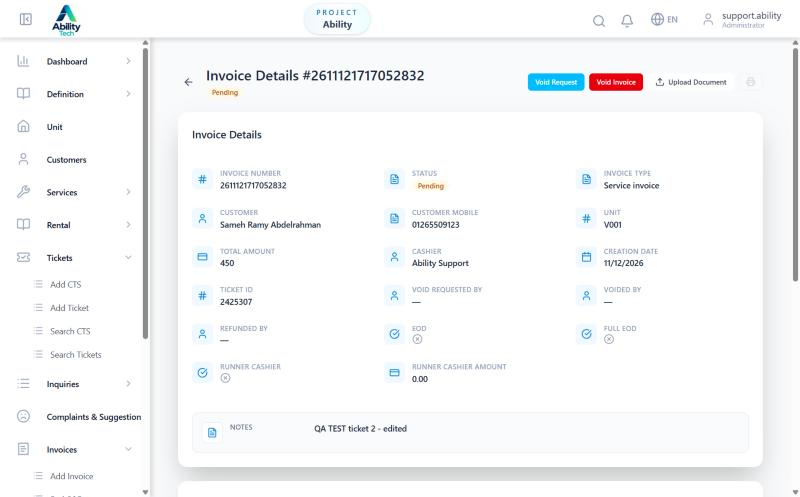 Ability
Tech
PROJECT
Ability
EN
support.ability
Administrator
Dashboard
Definition
Unit
Customers
Services
Rental
Tickets
Add CTS
Add Ticket
Search CTS
Search Tickets
Inquiries
Complaints & Suggestion
Invoices
Add Invoice
Invoice Details #2611121717052832
Pending
Void Request
Void Invoice
Upload Document
Invoice Details
INVOICE NUMBER
2611121717052832
STATUS
Pending
INVOICE TYPE
Service invoice
CUSTOMER
Sameh Ramy Abdelrahman
CUSTOMER MOBILE
01265509123
UNIT
V001
TOTAL AMOUNT
450
CASHIER
Ability Support
CREATION DATE
11/12/2026
TICKET ID
2425307
VOID REQUESTED BY
—
VOIDED BY
—
REFUNDED BY
—
EOD
FULL EOD
RUNNER CASHIER
RUNNER CASHIER AMOUNT
0.00
NOTES
QA TEST ticket 2 - edited